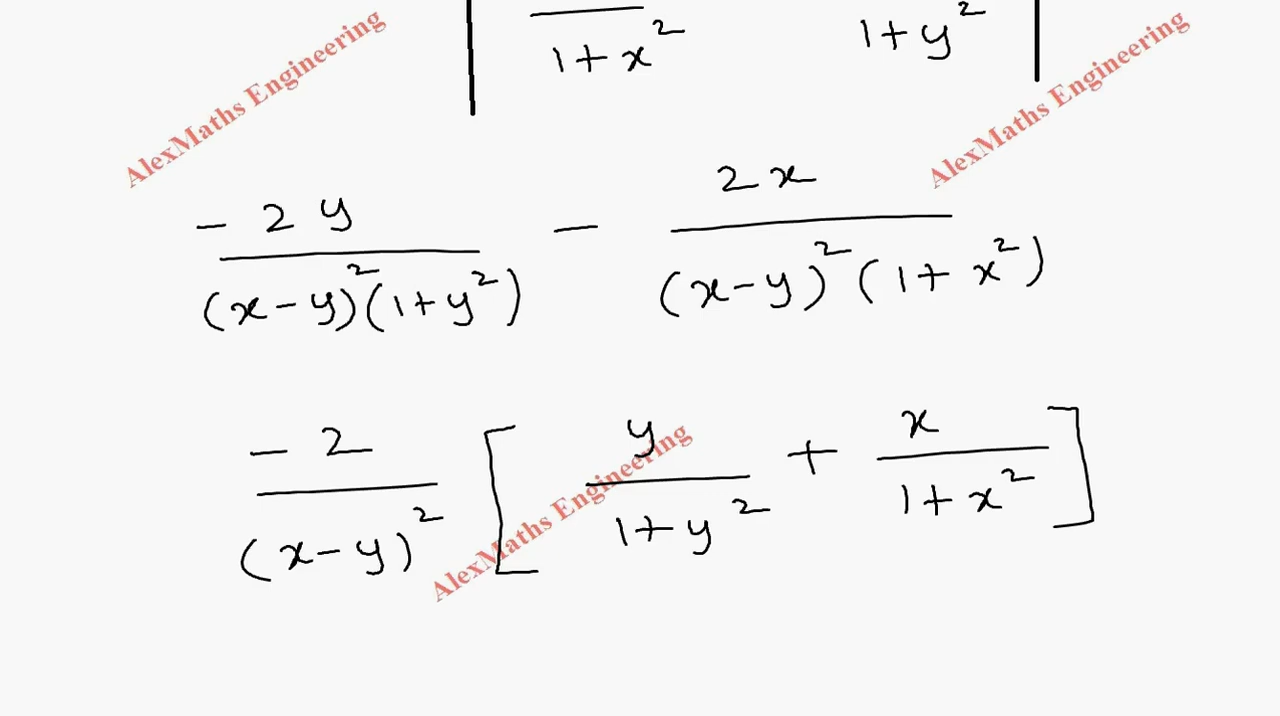 1+x² 1+y²
AlexMaths Engineering AlexMaths Engineering
-2y/((x-y)²(1+y²)) - 2x/((x-y)²(1+x²))
-2/(x-y)² [ y/(1+y²) + x/(1+x²) ]
AlexMaths Engineering